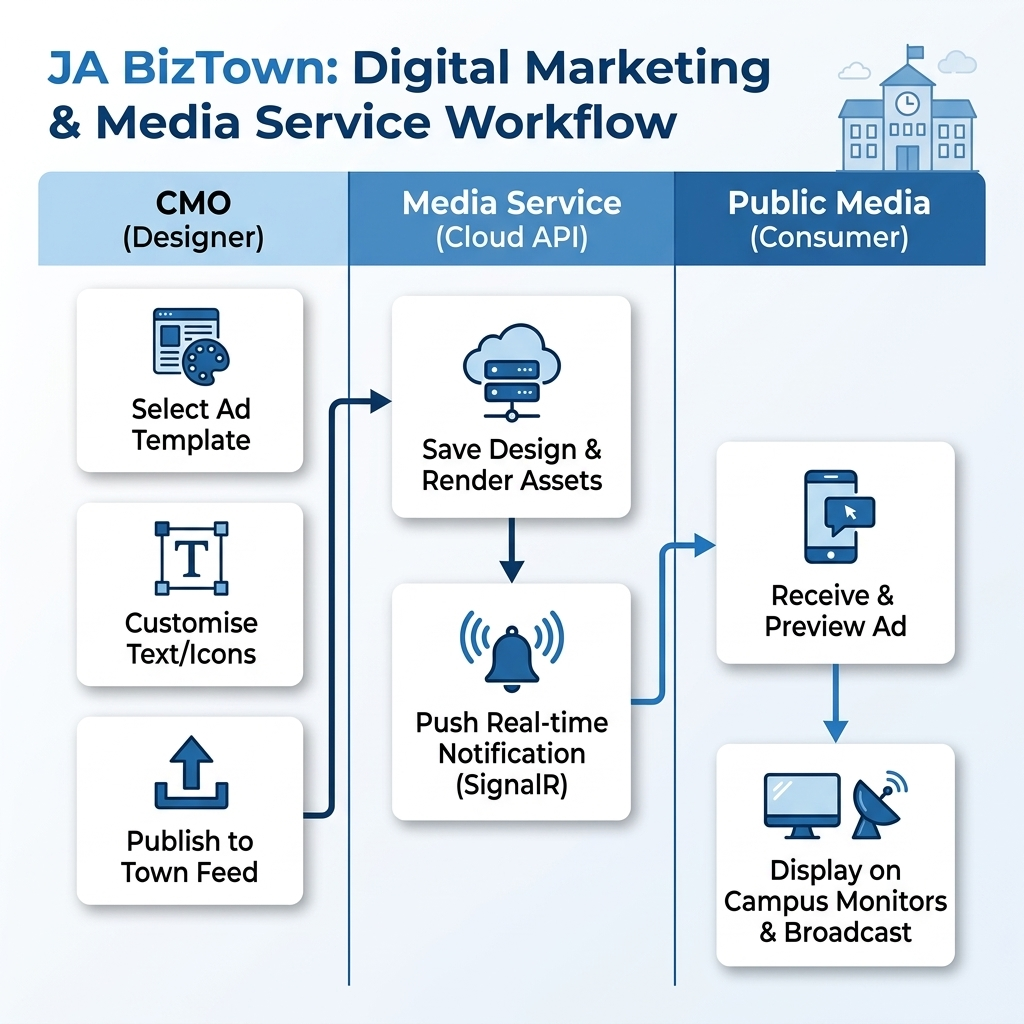 JA BizTown: Digital Marketing
& Media Service Workflow
CMO
(Designer)
Media Service
(Cloud API)
Public Media
(Consumer)
Select Ad
Template
Customise
Text/Icons
Publish to
Town Feed
Save Design &
Render Assets
Push Real-time
Notification
(SignalR)
Receive &
Preview Ad
Display on
Campus Monitors
& Broadcast
T